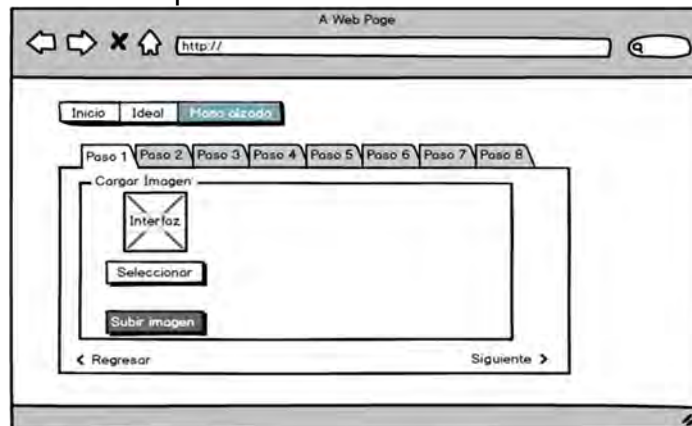 A Web Page
http://
Inicio Ideal Mano alzada
Paso 1 Paso 2 Paso 3 Paso 4 Paso 5 Paso 6 Paso 7 Paso 8
Cargar Imagen
Interfaz
Seleccionar
Subir imagen
Regresar Siguiente